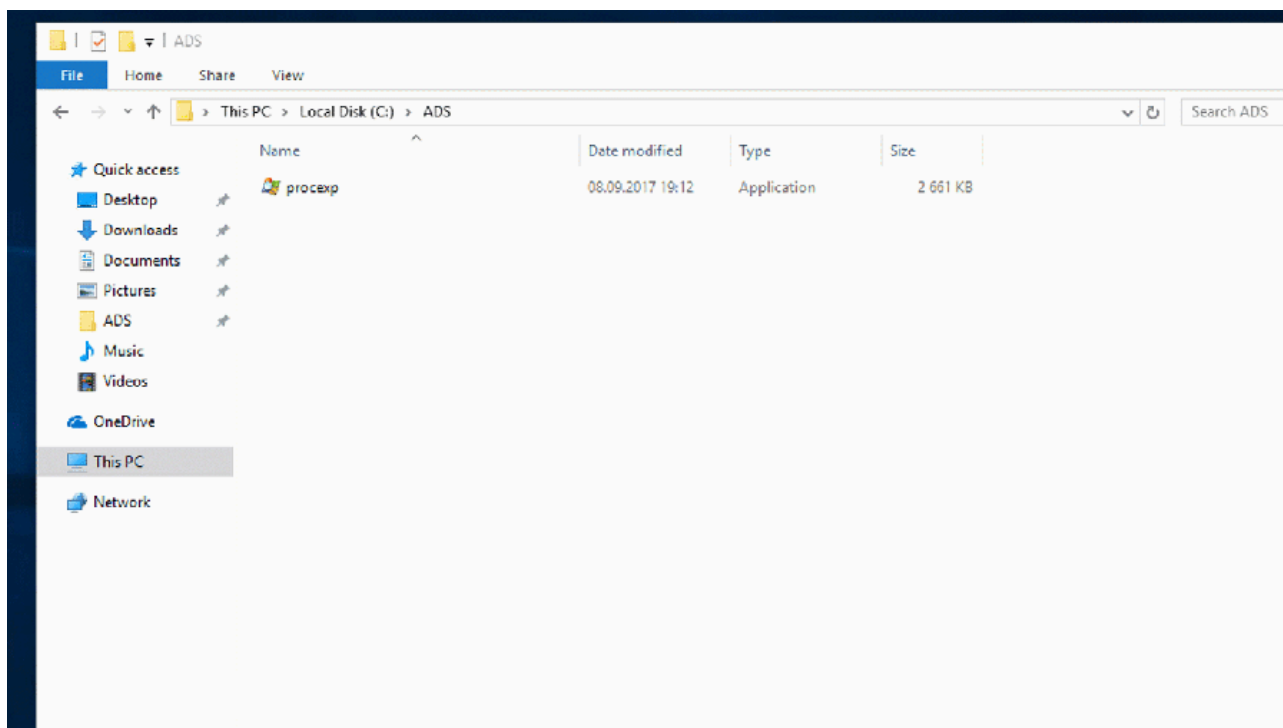 ADS
File Home Share View
This PC > Local Disk (C:) > ADS
Search ADS
Name Date modified Type Size
procexp 08.09.2017 19:12 Application 2 661 KB
Quick access
Desktop
Downloads
Documents
Pictures
ADS
Music
Videos
OneDrive
This PC
Network